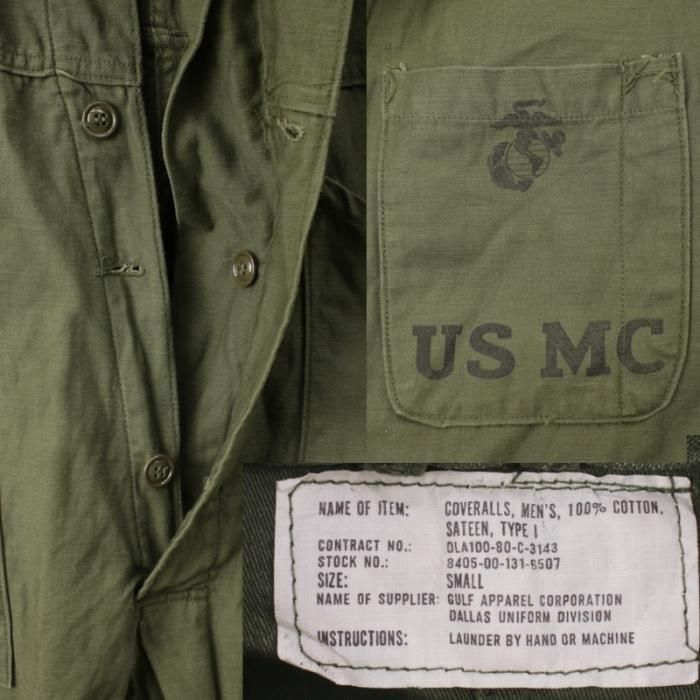 US MC
NAME OF ITEM: COVERALLS, MEN'S, 100% COTTON,
SATEEN, TYPE I
CONTRACT NO.: DLA100-80-C-3143
STOCK NO.: 8405-00-131-6507
SIZE: SMALL
NAME OF SUPPLIER: GULF APPAREL CORPORATION
DALLAS UNIFORM DIVISION
INSTRUCTIONS: LAUNDER BY HAND OR MACHINE